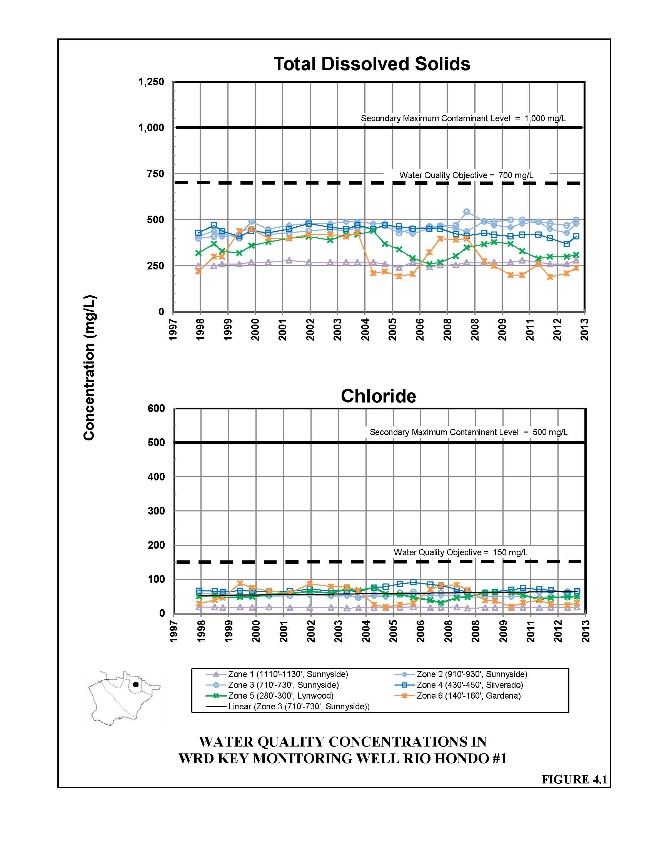 Total Dissolved Solids
1,250
Secondary Maximum Contaminant Level = 1,000 mg/L
1,000
750
Water Quality Objective = 700 mg/L
500
250
0
1997 1998 1999 2000 2001 2002 2003 2004 2005 2006 2007 2008 2009 2010 2011 2012 2013
Concentration (mg/L)
Chloride
600
Secondary Maximum Contaminant Level = 500 mg/L
500
400
300
200
Water Quality Objective = 150 mg/L
100
0
1997 1998 1999 2000 2001 2002 2003 2004 2005 2006 2007 2008 2009 2010 2011 2012 2013
Zone 1 (1110'-1130', Sunnyside) Zone 2 (910'-930', Sunnyside)
Zone 3 (710'-730', Sunnyside) Zone 4 (430'-450', Silverado)
Zone 5 (280'-300', Lynwood) Zone 6 (140'-160', Gardena)
Linear (Zone 3 (710'-730', Sunnyside))
WATER QUALITY CONCENTRATIONS IN
WRD KEY MONITORING WELL RIO HONDO #1
FIGURE 4.1